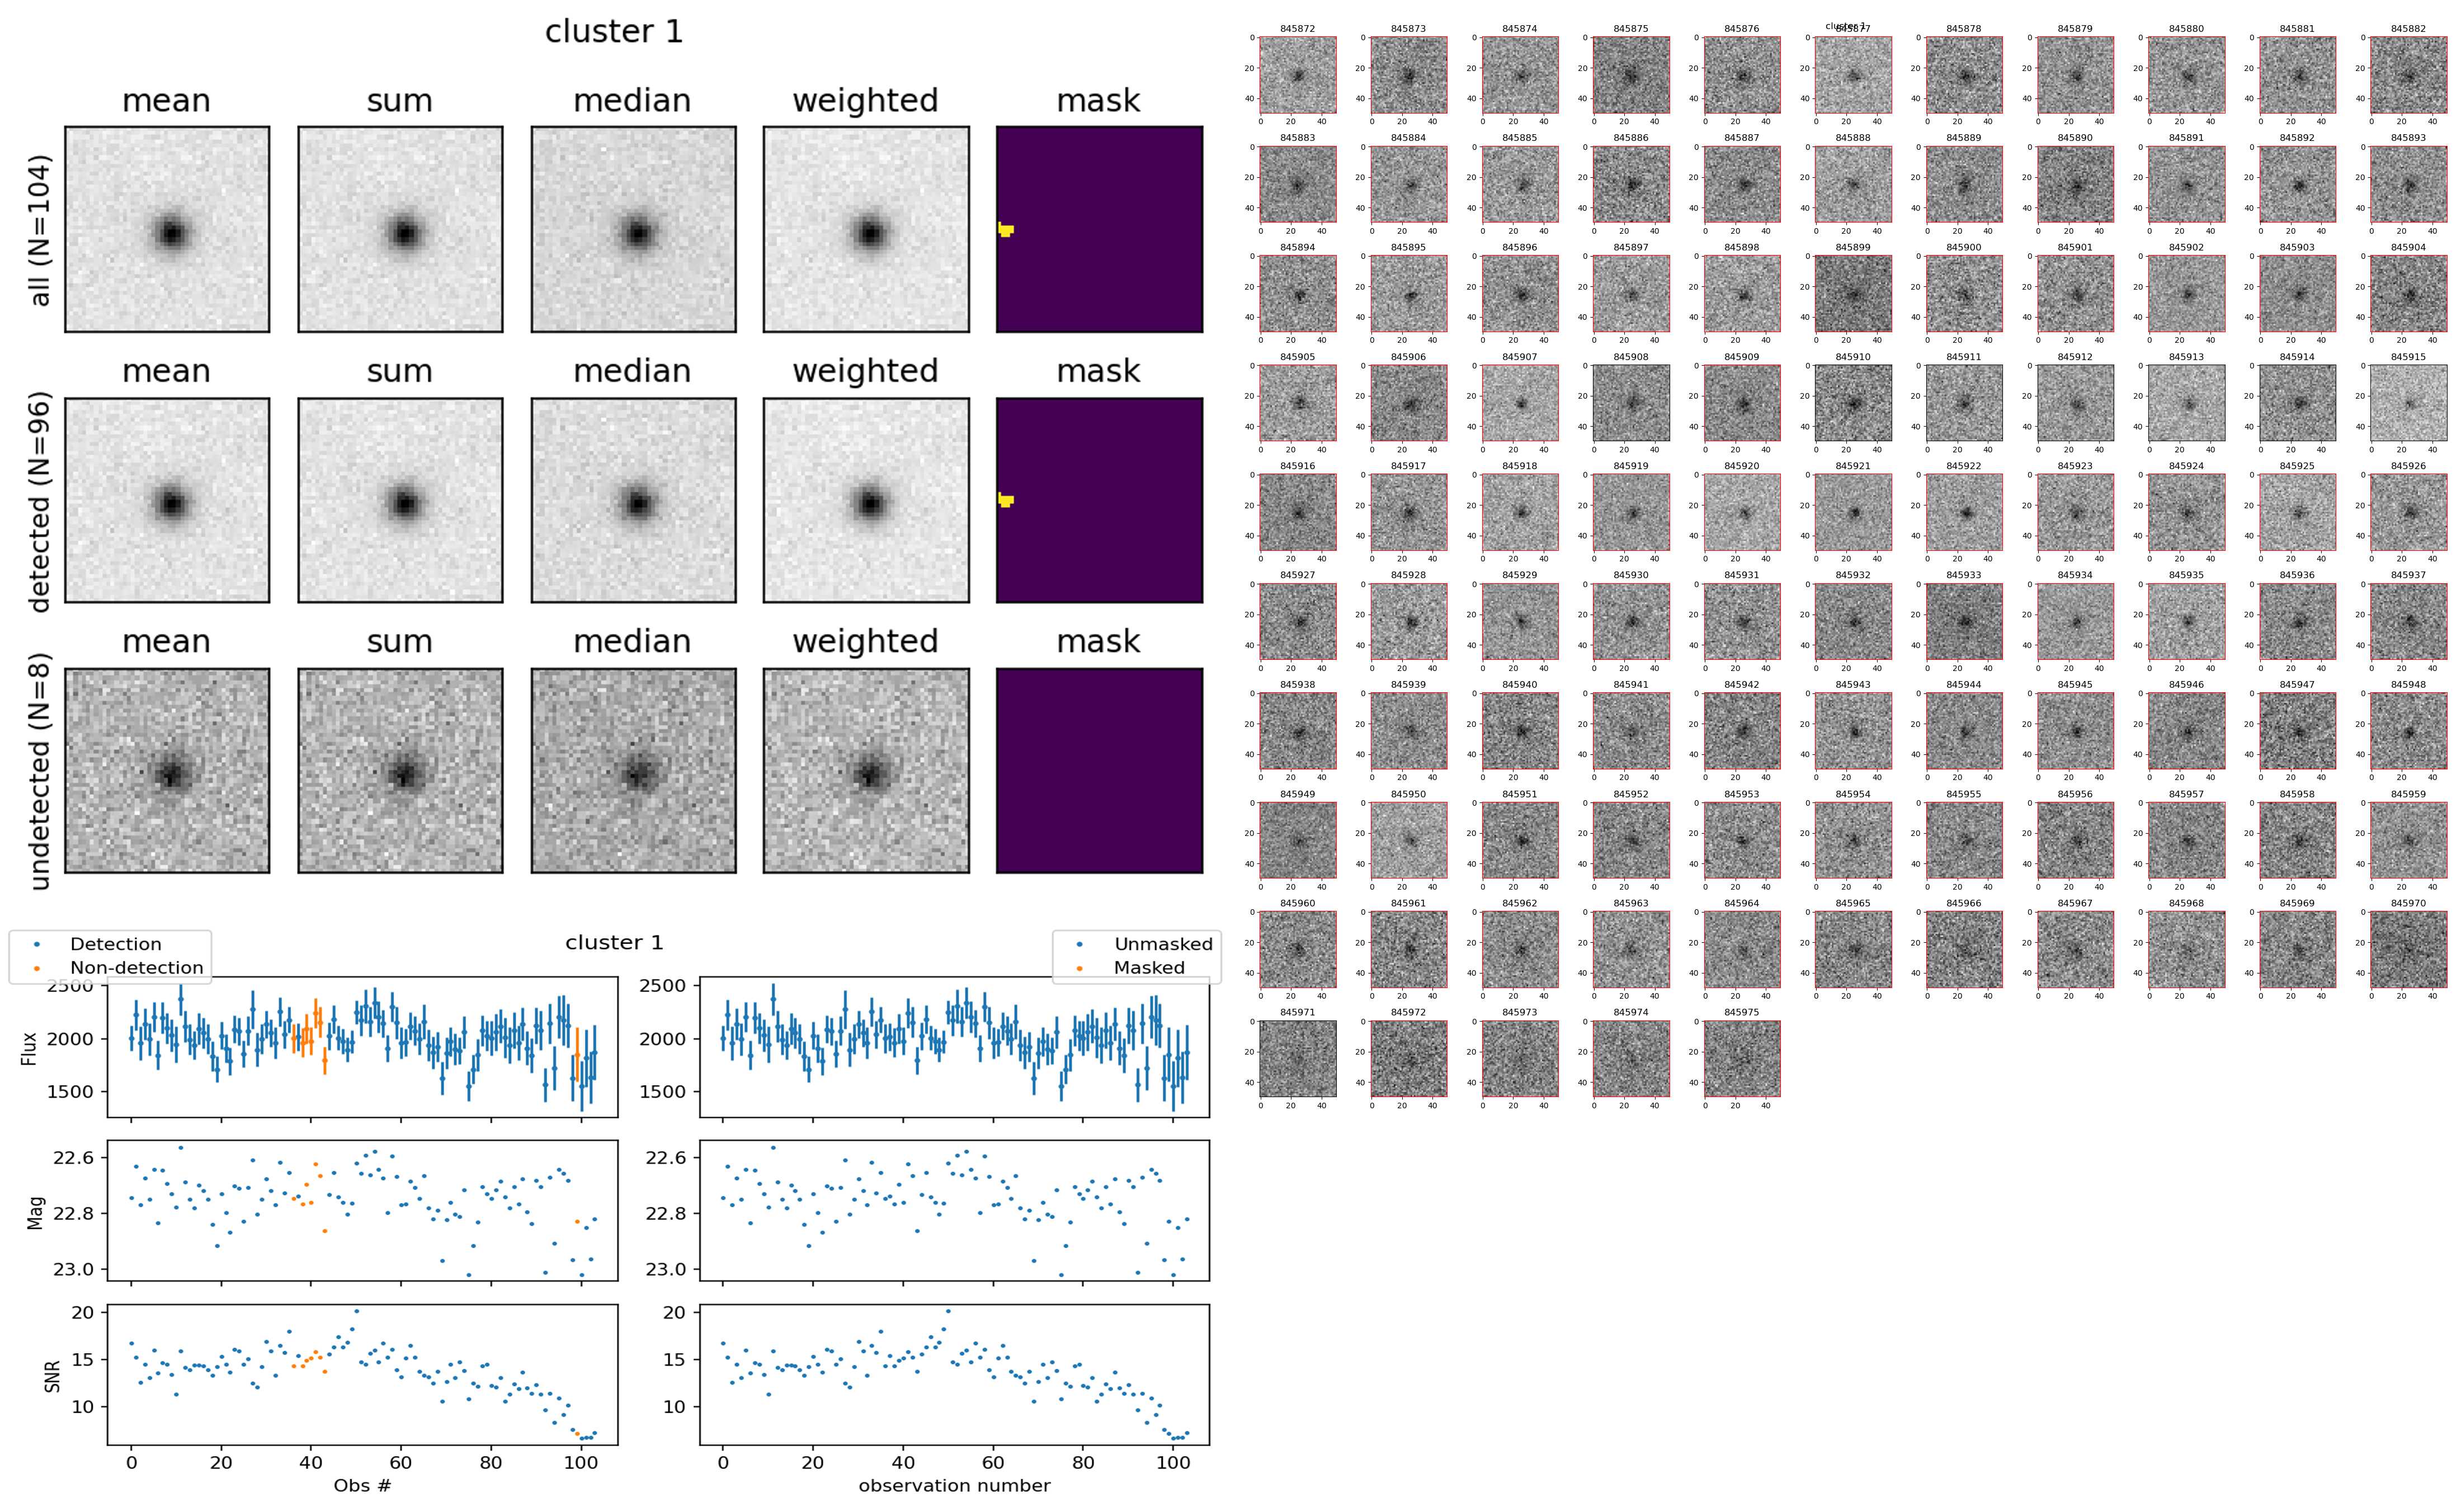 cluster 1
mean sum median weighted mask
all (N=104)
mean sum median weighted mask
detected (N=96)
mean sum median weighted mask
undetected (N=8)
Detection
Non-detection
cluster 1
Unmasked
Masked
Flux
2500
2000
1500
2500
2000
1500
Mag
22.6
22.8
23.0
22.6
22.8
23.0
SNR
20
15
10
20
15
10
0 20 40 60 80 100
Obs #
0 20 40 60 80 100
observation number
cluster 1
845872 845873 845874 845875 845876 845877 845878 845879 845880 845881 845882
845883 845884 845885 845886 845887 845888 845889 845890 845891 845892 845893
845894 845895 845896 845897 845898 845899 845900 845901 845902 845903 845904
845905 845906 845907 845908 845909 845910 845911 845912 845913 845914 845915
845916 845917 845918 845919 845920 845921 845922 845923 845924 845925 845926
845927 845928 845929 845930 845931 845932 845933 845934 845935 845936 845937
845938 845939 845940 845941 845942 845943 845944 845945 845946 845947 845948
845949 845950 845951 845952 845953 845954 845955 845956 845957 845958 845959
845960 845961 845962 845963 845964 845965 845966 845967 845968 845969 845970
845971 845972 845973 845974 845975
0 20 40
0 20 40